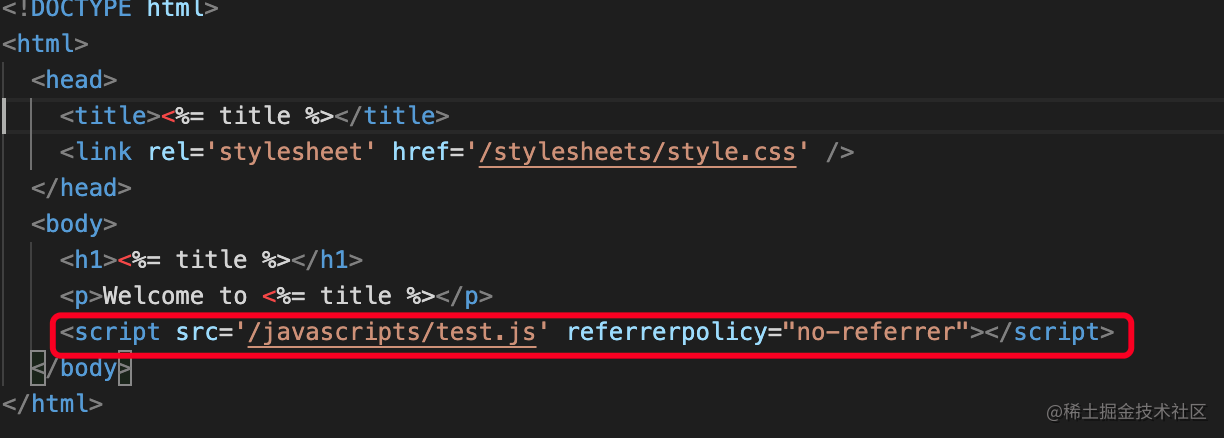 <!DOCTYPE html>
<html>
<head>
<title><%= title %></title>
<link rel='stylesheet' href='/stylesheets/style.css' />
</head>
<body>
<h1><%= title %></h1>
<p>Welcome to <%= title %></p>
<script src='/javascripts/test.js' referrerpolicy="no-referrer"></script>
</body>
</html>
@稀土掘金技术社区